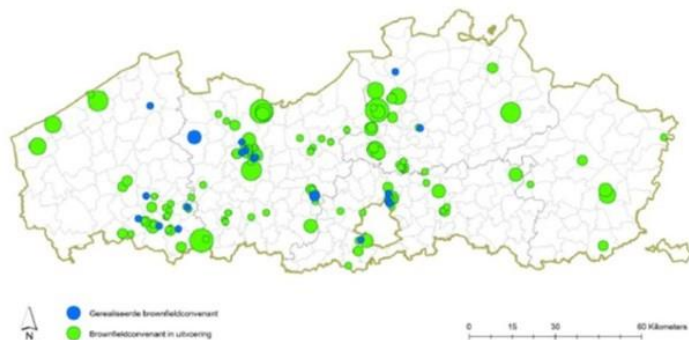 Gerealiseerde brownfieldconvenant
Brownfieldconvenant in uitvoering
N
0 15 30 60 Kilometers